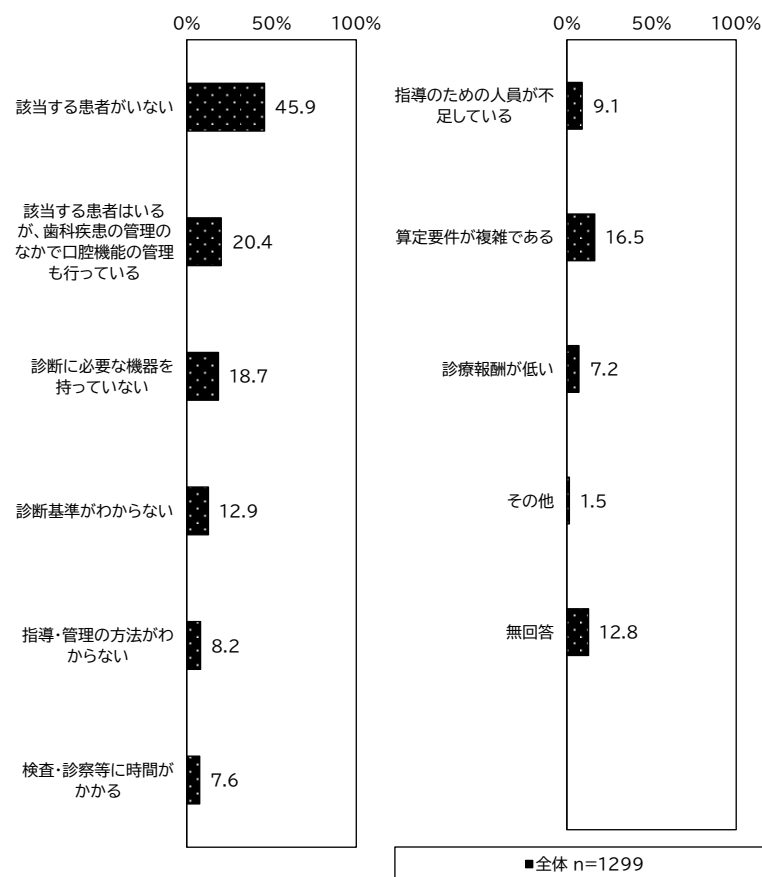 0% 50% 100%
該当する患者がいない 45.9
該当する患者はいる
が、歯科疾患の管理の
なかで口腔機能の管理
も行っている
20.4
診断に必要な機器を
持っていない
18.7
診断基準がわからない 12.9
指導・管理の方法がわ
からない
8.2
検査・診察等に時間が
かかる
7.6
0% 50% 100%
指導のための人員が不
足している
9.1
算定要件が複雑である 16.5
診療報酬が低い 7.2
その他 1.5
無回答 12.8
■全体 n=1299